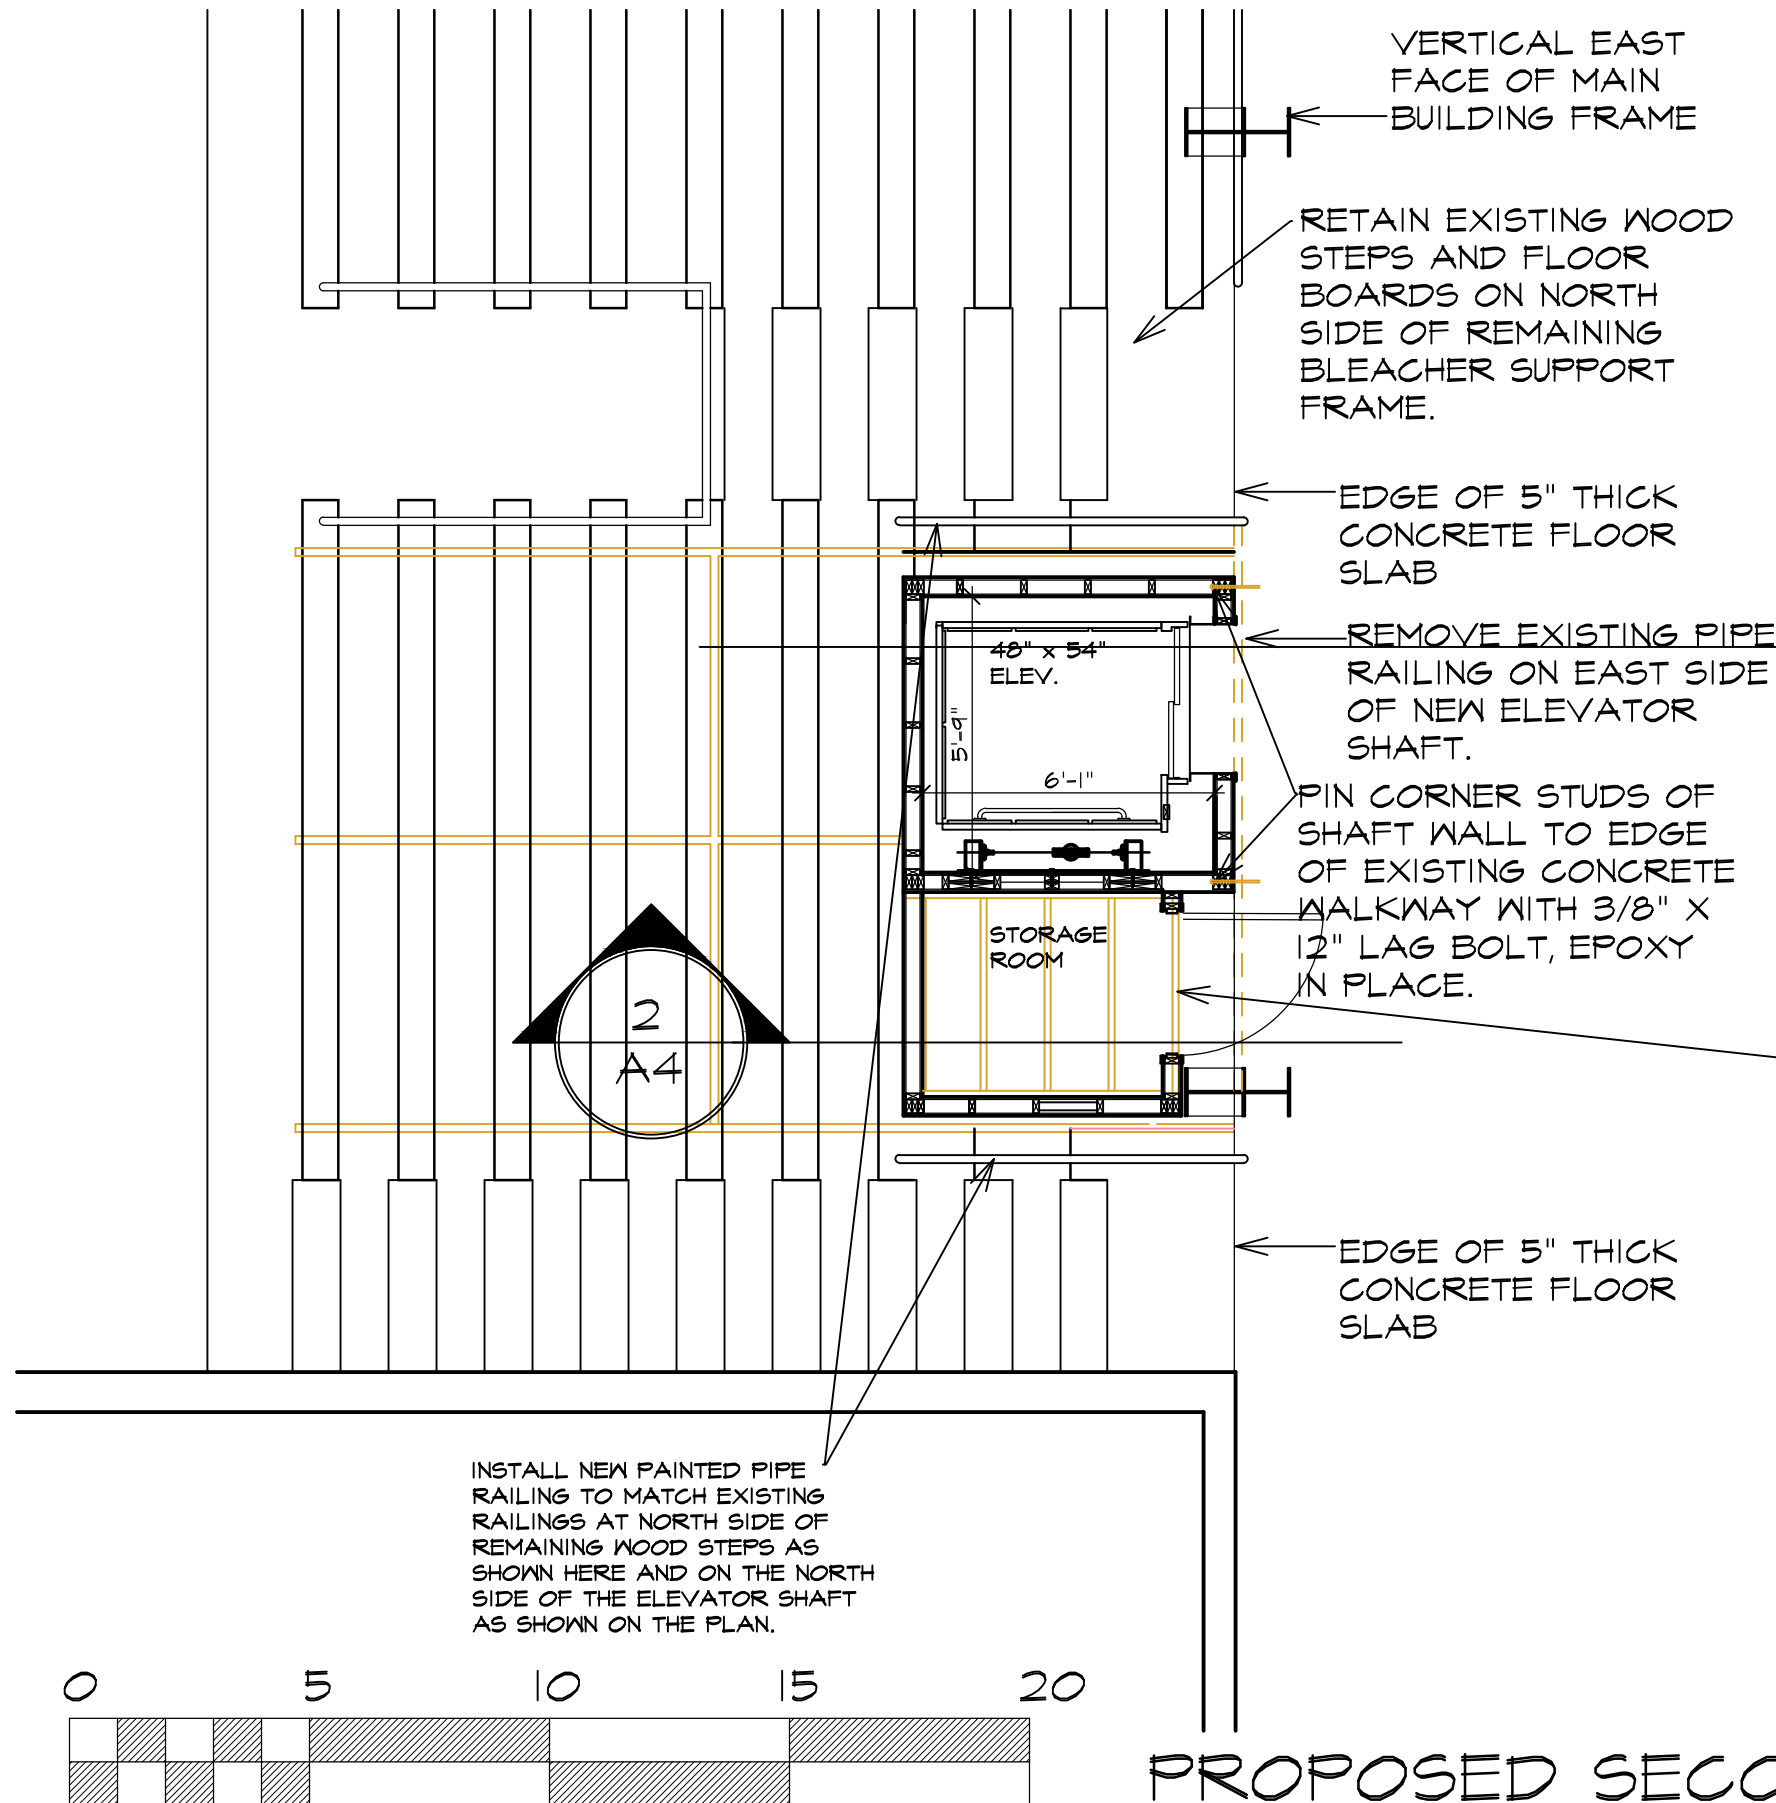 VERTICAL EAST
FACE OF MAIN
BUILDING FRAME
RETAIN EXISTING WOOD
STEPS AND FLOOR
BOARDS ON NORTH
SIDE OF REMAINING
BLEACHER SUPPORT
FRAME.
EDGE OF 5" THICK
CONCRETE FLOOR
SLAB
REMOVE EXISTING PIPE
RAILING ON EAST SIDE
OF NEW ELEVATOR
SHAFT.
48" x 54"
ELEV.
5'-9"
6'-1"
PIN CORNER STUDS OF
SHAFT WALL TO EDGE
OF EXISTING CONCRETE
WALKWAY WITH 3/8" X
12" LAG BOLT, EPOXY
IN PLACE.
STORAGE
ROOM
2
A4
EDGE OF 5" THICK
CONCRETE FLOOR
SLAB
INSTALL NEW PAINTED PIPE
RAILING TO MATCH EXISTING
RAILINGS AT NORTH SIDE OF
REMAINING WOOD STEPS AS
SHOWN HERE AND ON THE NORTH
SIDE OF THE ELEVATOR SHAFT
AS SHOWN ON THE PLAN.
0 5 10 15 20
PROPOSED SECO